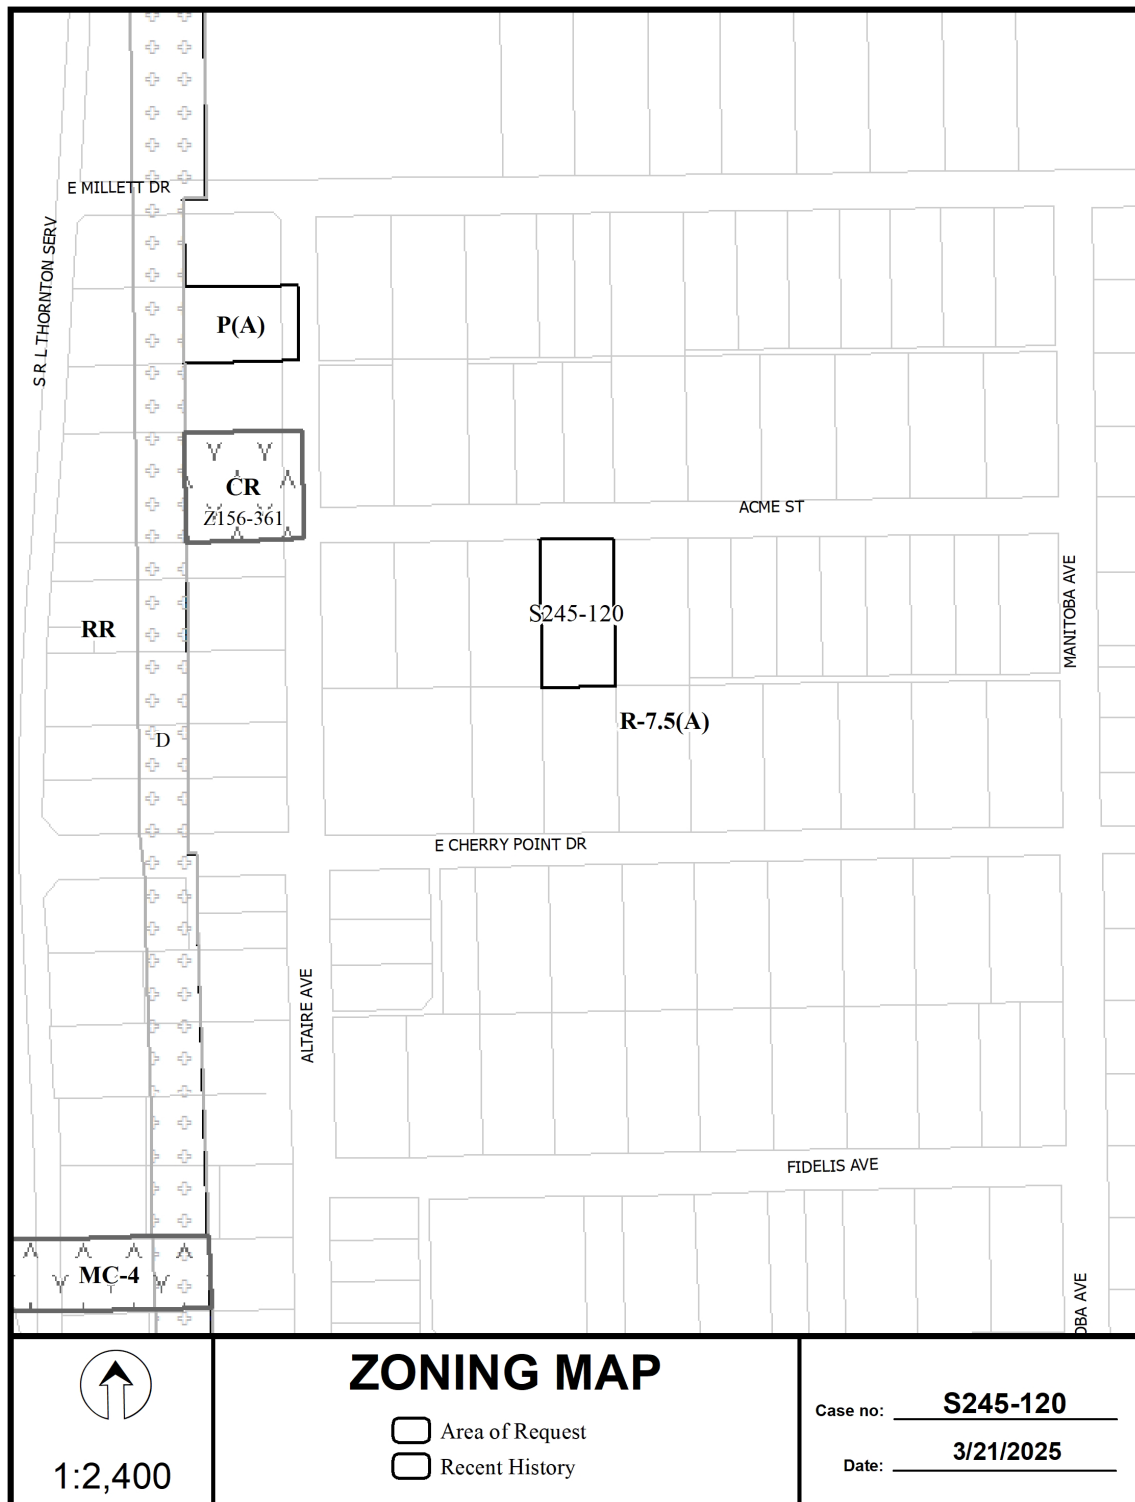 E MILLETT DR
S R L THORNTON SERV
P(A)
CR
Z156-361
ACME ST
S245-120
MANITOBA AVE
RR
R-7.5(A)
D
E CHERRY POINT DR
ALTAIRE AVE
FIDELIS AVE
MC-4
OBA AVE
1:2,400
ZONING MAP
Area of Request
Recent History
Case no: S245-120
Date: 3/21/2025